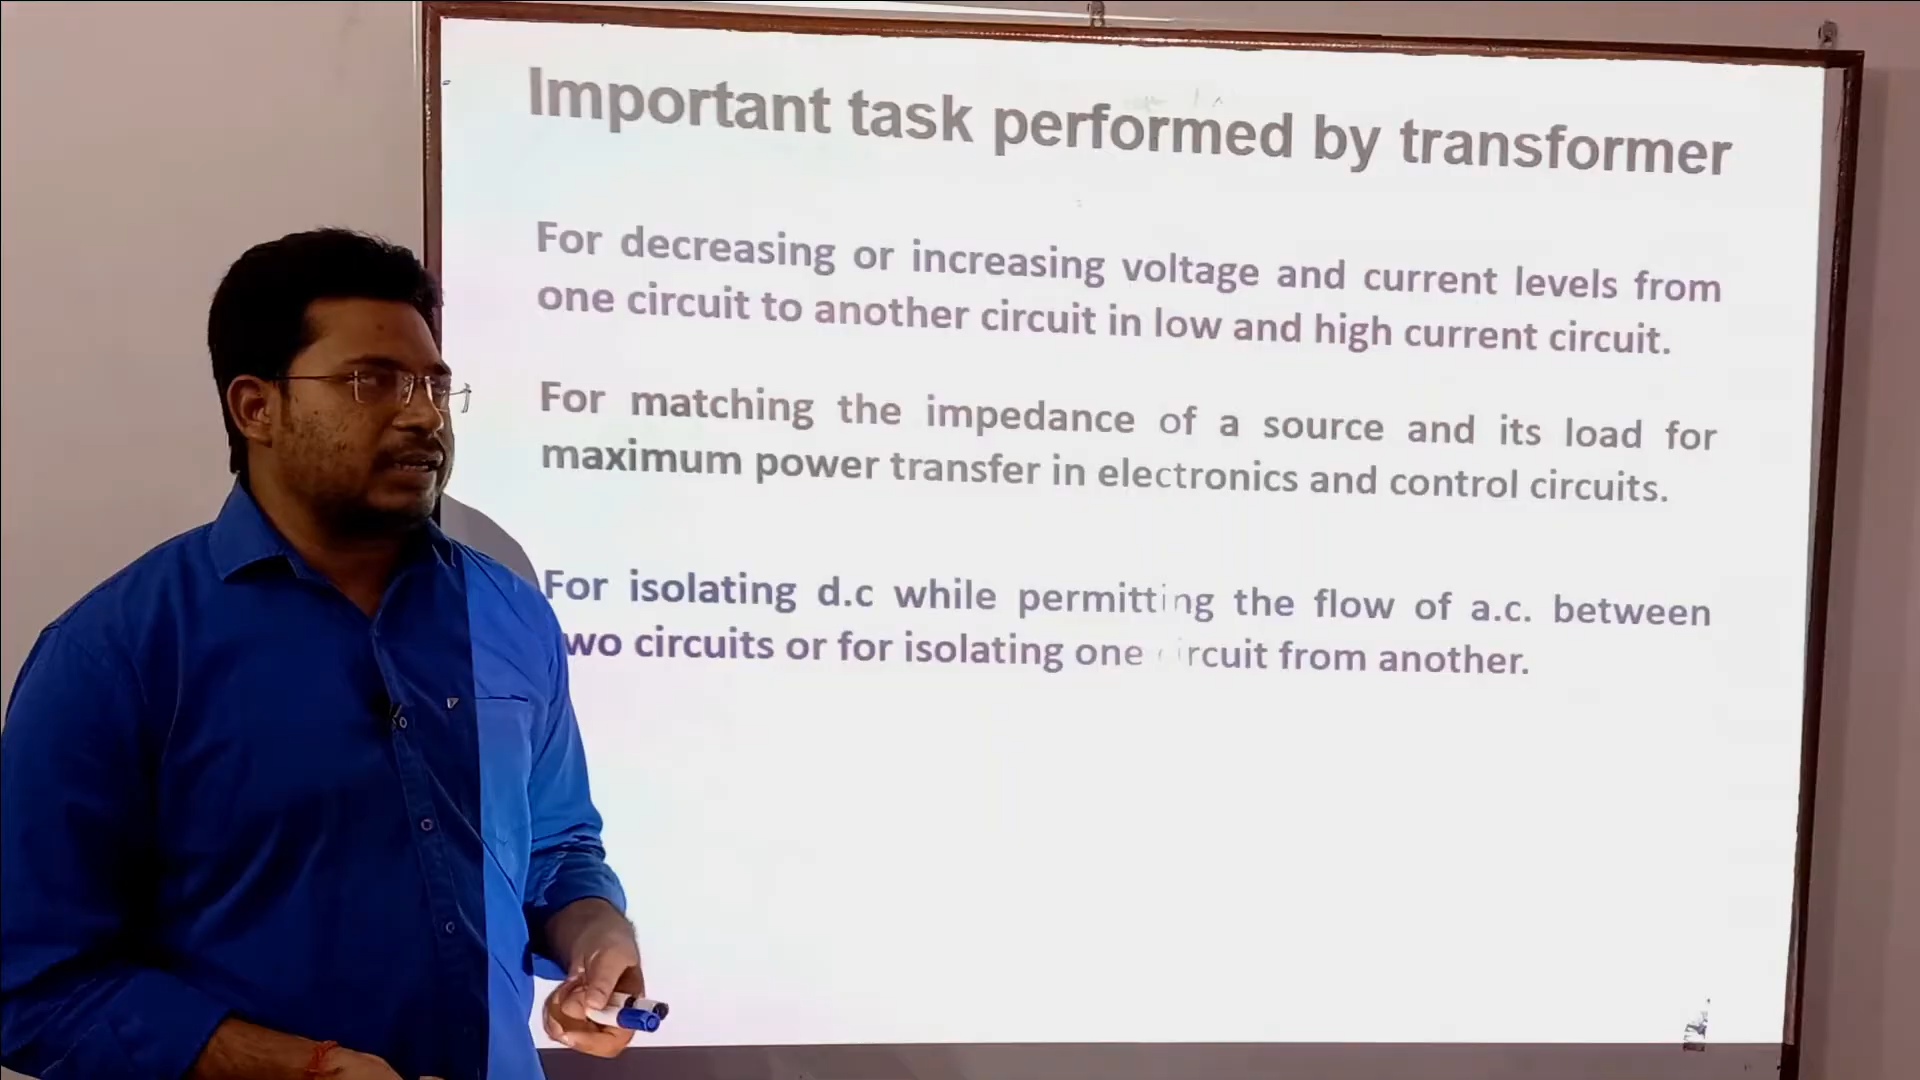 Important task performed by transformer
For decreasing or increasing voltage and current levels from
one circuit to another circuit in low and high current circuit.
For matching the impedance of a source and its load for
maximum power transfer in electronics and control circuits.
For isolating d.c while permitting the flow of a.c. between
two circuits or for isolating one circuit from another.